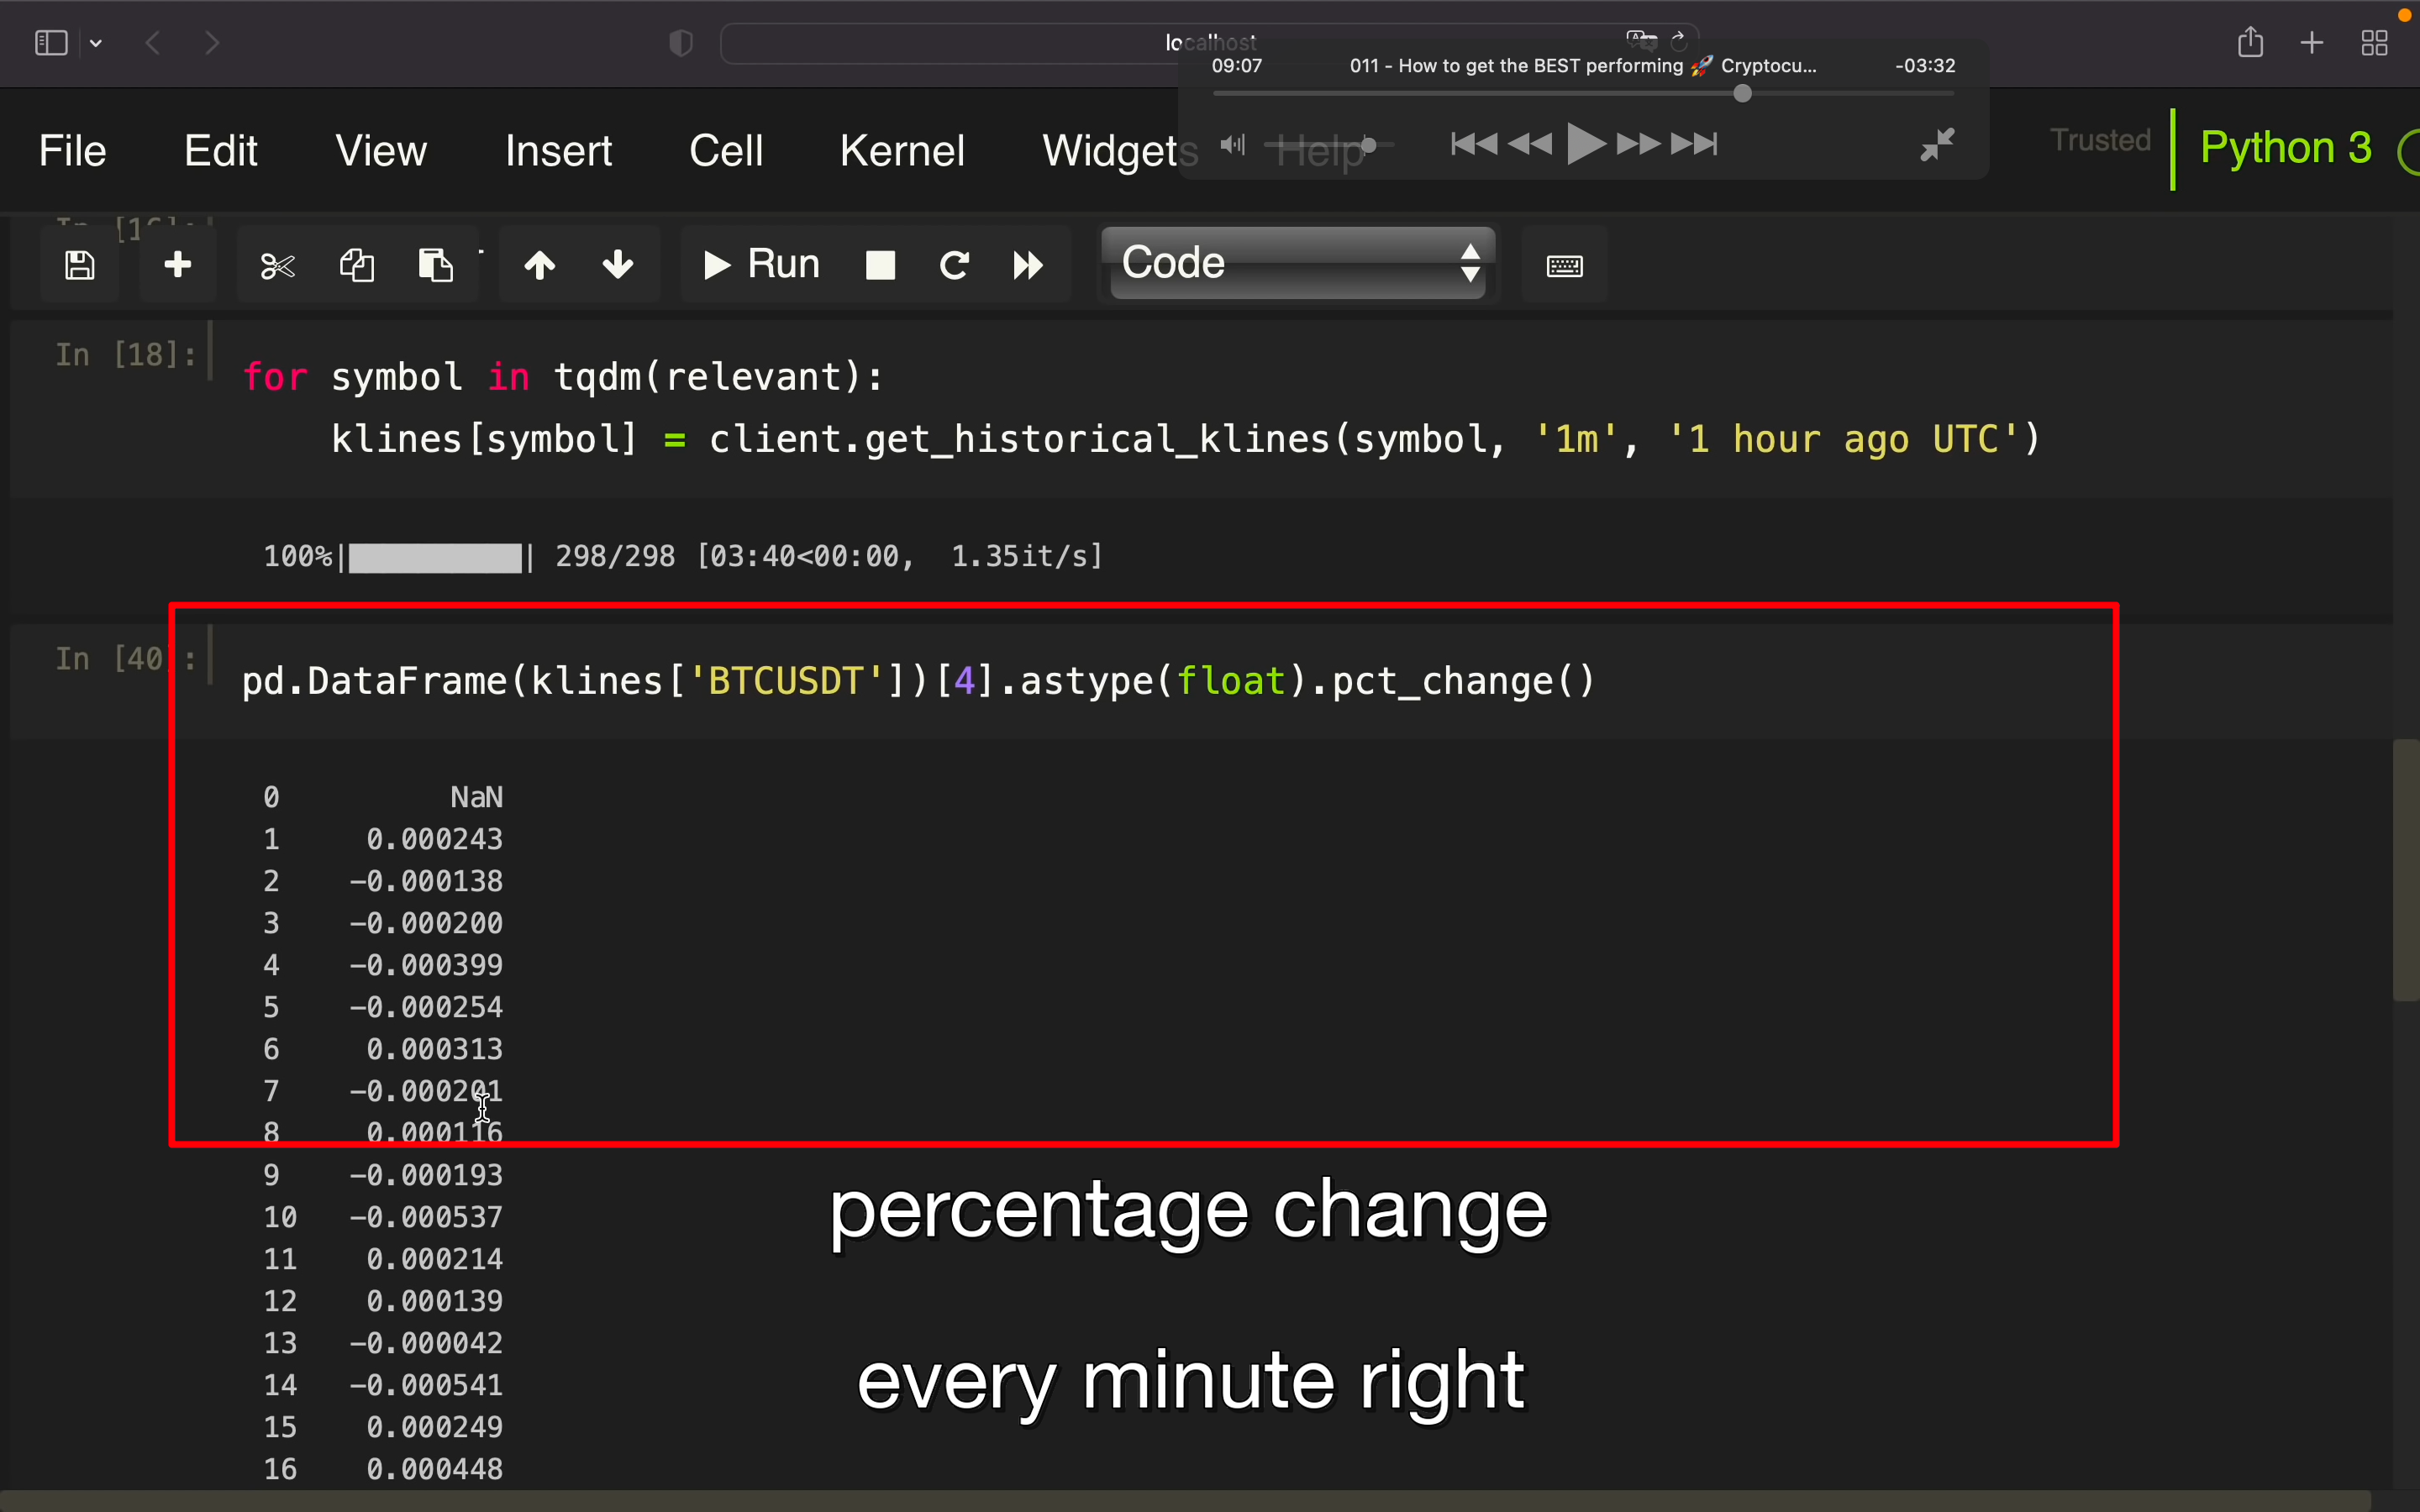 localhost
09:07 011 - How to get the BEST performing 🚀 Cryptocu... -03:32
File Edit View Insert Cell Kernel Widgets Help Trusted Python 3
Run Code
In [18]: for symbol in tqdm(relevant):
klines[symbol] = client.get_historical_klines(symbol, '1m', '1 hour ago UTC')
100%|██████████| 298/298 [03:40<00:00, 1.35it/s]
In [40]: pd.DataFrame(klines['BTCUSDT'])[4].astype(float).pct_change()
0 NaN
1 0.000243
2 -0.000138
3 -0.000200
4 -0.000399
5 -0.000254
6 0.000313
7 -0.000201
8 0.000116
9 -0.000193
10 -0.000537
11 0.000214
12 0.000139
13 -0.000042
14 -0.000541
15 0.000249
16 0.000448
percentage change
every minute right